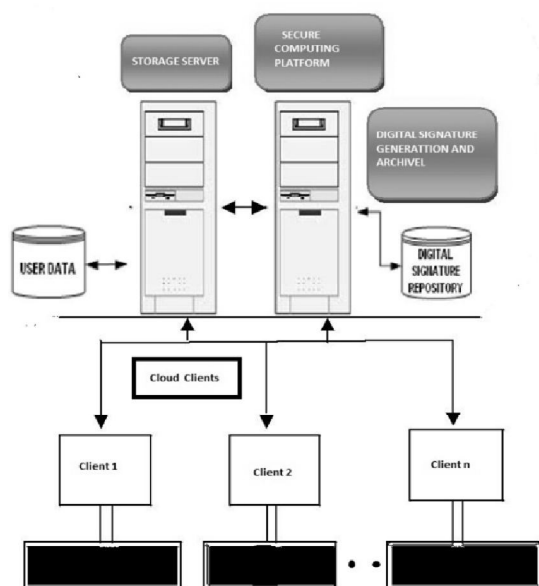 STORAGE SERVER
SECURE
COMPUTING
PLATFORM
DIGITAL SIGNATURE
GENERATTION AND
ARCHIVEL
USER DATA
DIGITAL
SIGNATURE
REPOSITORY
Cloud Clients
Client 1
Client 2
Client n